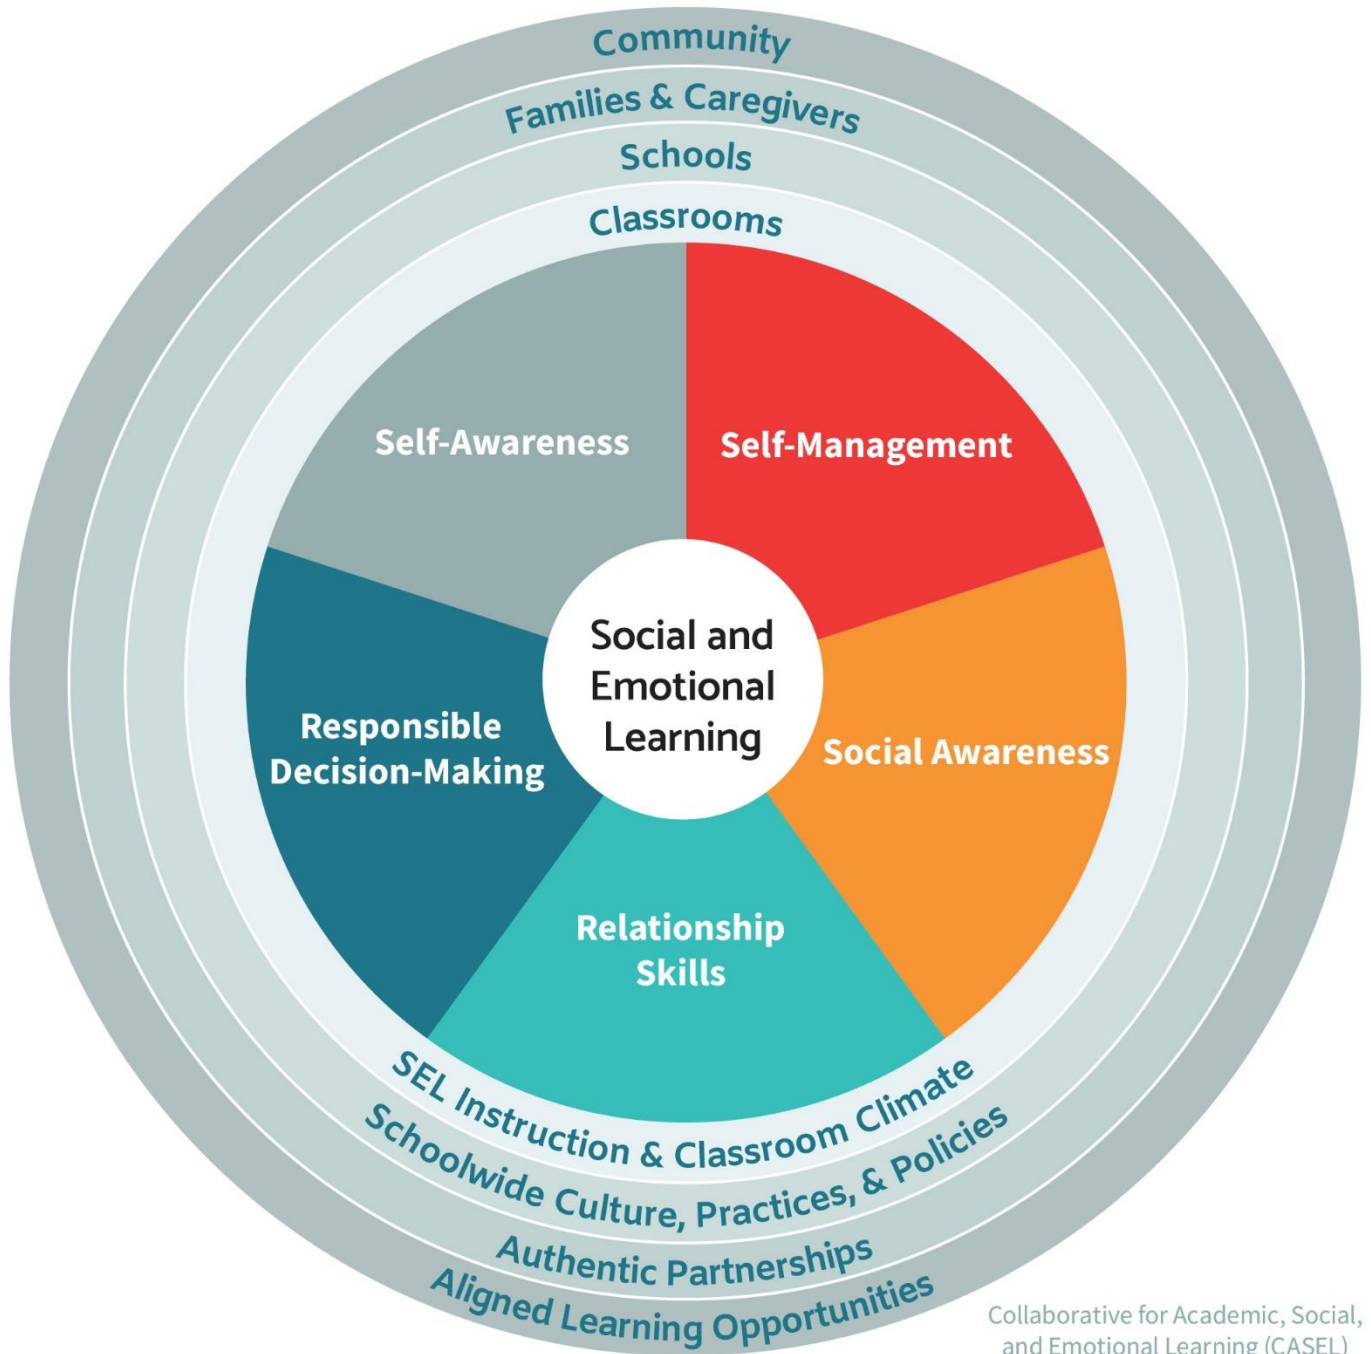 Community
Families & Caregivers
Schools
Classrooms
Self-Awareness
Self-Management
Social and
Emotional
Learning
Responsible
Decision-Making
Social Awareness
Relationship
Skills
SEL Instruction & Classroom Climate
Schoolwide Culture, Practices, & Policies
Authentic Partnerships
Aligned Learning Opportunities
Collaborative for Academic, Social,
and Emotional Learning (CASEL)